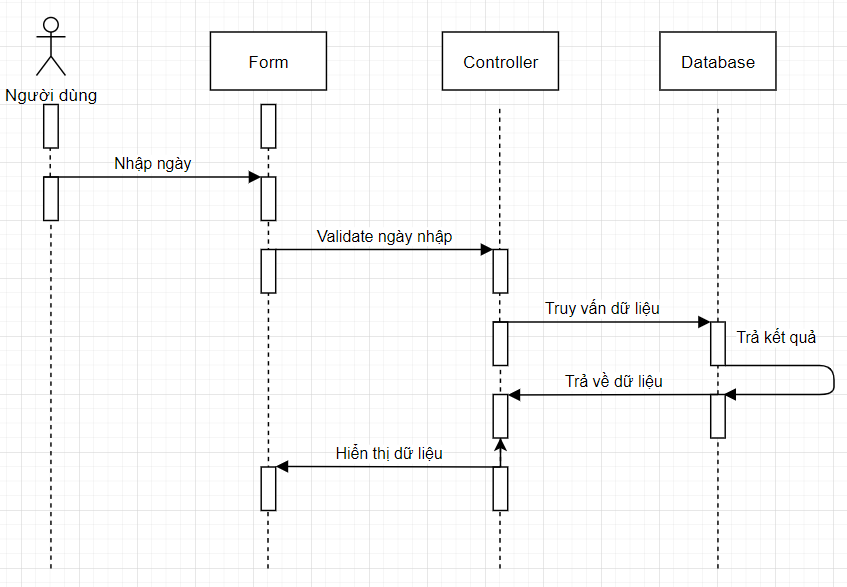 Form
Controller
Database
Người dùng
Nhập ngày
Validate ngày nhập
Truy vấn dữ liệu
Trả kết quả
Trả về dữ liệu
Hiển thị dữ liệu